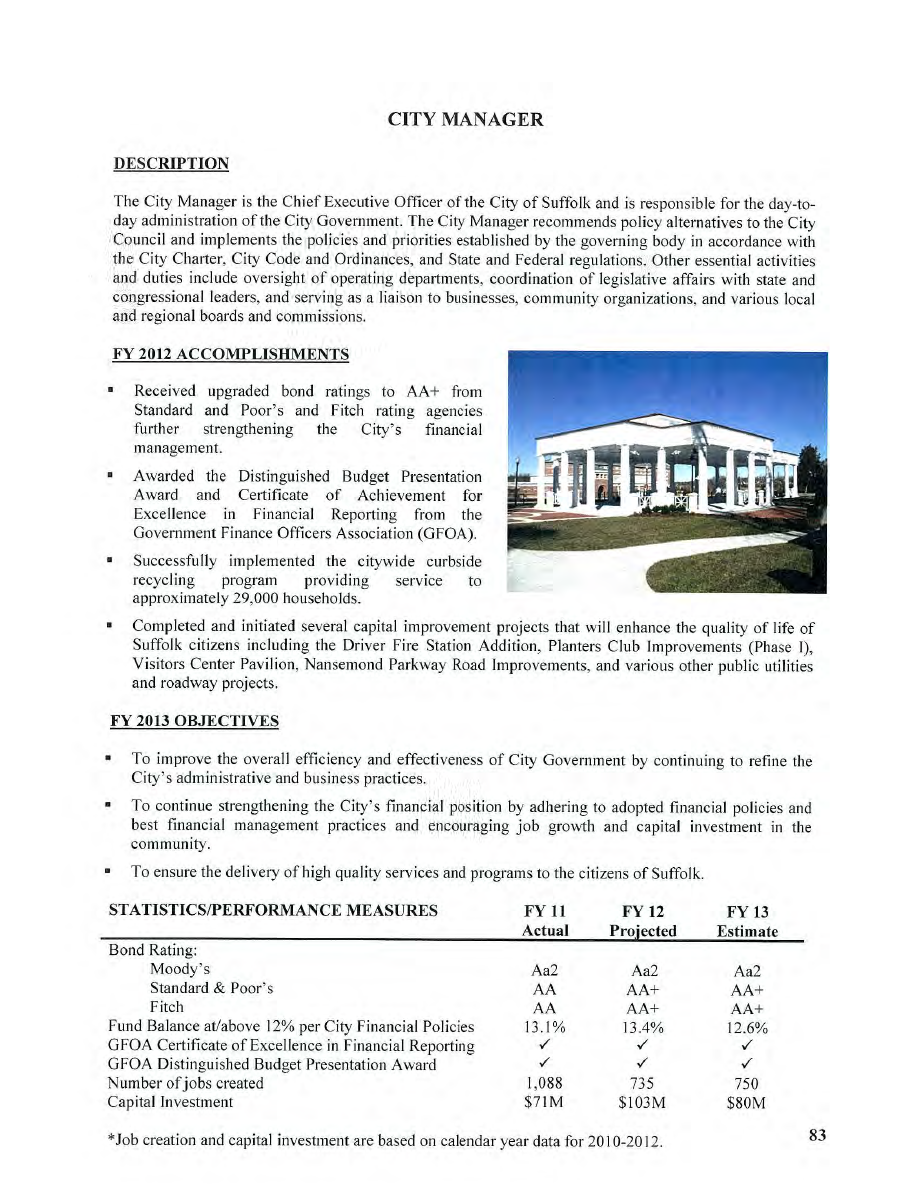 CITY MANAGER
DESCRIPTION
The City Manager is the Chief Executive Officer of the City of Suffolk and is responsible for the day-to-
day administration of the City Government. The City Manager recommends policy alternatives to the City
Council and implements the policies and priorities established by the governing body in accordance with
the City Charter, City Code and Ordinances, and State and Federal regulations. Other essential activities
and duties include oversight of operating departments, coordination of legislative affairs with state and
congressional leaders, and serving as a liaison to businesses, community organizations, and various local
and regional boards and commissions.
FY 2012 ACCOMPLISHMENTS
▪ Received upgraded bond ratings to AA+ from
Standard and Poor's and Fitch rating agencies
further strengthening the City's financial
management.
▪ Awarded the Distinguished Budget Presentation
Award and Certificate of Achievement for
Excellence in Financial Reporting from the
Government Finance Officers Association (GFOA).
▪ Successfully implemented the citywide curbside
recycling program providing service to
approximately 29,000 households.
▪ Completed and initiated several capital improvement projects that will enhance the quality of life of
Suffolk citizens including the Driver Fire Station Addition, Planters Club Improvements (Phase I),
Visitors Center Pavilion, Nansemond Parkway Road Improvements, and various other public utilities
and roadway projects.
FY 2013 OBJECTIVES
▪ To improve the overall efficiency and effectiveness of City Government by continuing to refine the
City's administrative and business practices.
▪ To continue strengthening the City's financial position by adhering to adopted financial policies and
best financial management practices and encouraging job growth and capital investment in the
community.
▪ To ensure the delivery of high quality services and programs to the citizens of Suffolk.
STATISTICS/PERFORMANCE MEASURES FY 11 FY 12 FY 13
Actual Projected Estimate
Bond Rating:
Moody's Aa2 Aa2 Aa2
Standard & Poor's AA AA+ AA+
Fitch AA AA+ AA+
Fund Balance at/above 12% per City Financial Policies 13.1% 13.4% 12.6%
GFOA Certificate of Excellence in Financial Reporting ✓ ✓ ✓
GFOA Distinguished Budget Presentation Award ✓ ✓ ✓
Number of jobs created 1,088 735 750
Capital Investment $71M $103M $80M
*Job creation and capital investment are based on calendar year data for 2010-2012.
83